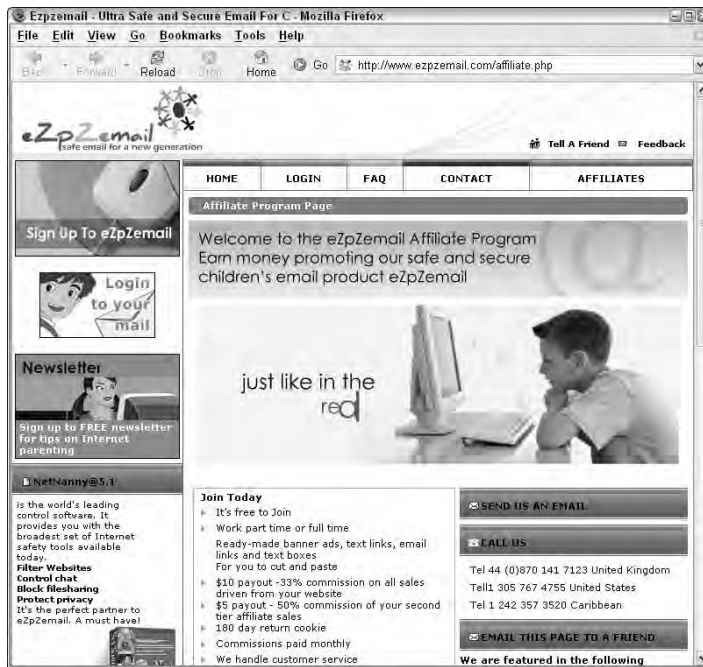 Ezpzemail - Ultra Safe and Secure Email For C - Mozilla Firefox
File Edit View Go Bookmarks Tools Help
Back Forward Reload Stop Home Go http://www.ezpzemail.com/affiliate.php
eZpZemail
safe email for a new generation
Tell A Friend Feedback
HOME LOGIN FAQ CONTACT AFFILIATES
Sign Up To eZpZemail
Login
to your
mail
Newsletter
Sign up to FREE newsletter
for tips on Internet
parenting
NetNanny@5.1
is the world's leading
control software. It
provides you with the
broadest set of Internet
safety tools available
today.
Filter Websites
Control chat
Block filesharing
Protect privacy
It's the perfect partner to
eZpZemail. A must have!
Affiliate Program Page
Welcome to the eZpZemail Affiliate Program
Earn money promoting our safe and secure
children's email product eZpZemail
just like in the
red
Join Today
It's free to Join
Work part time or full time
Ready-made banner ads, text links, email
links and text boxes
For you to cut and paste
$10 payout -33% commission on all sales
driven from your website
$5 payout - 50% commission of your second
tier affiliate sales
180 day return cookie
Commissions paid monthly
We handle customer service
SEND US AN EMAIL
CALL US
Tel 44 (0)870 141 7123 United Kingdom
Tell1 305 767 4755 United States
Tel 1 242 357 3520 Caribbean
EMAIL THIS PAGE TO A FRIEND
We are featured in the following